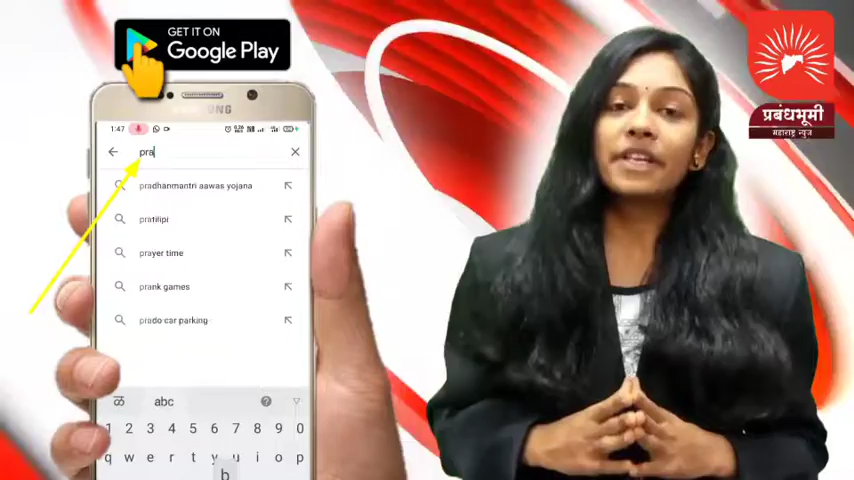 GET IT ON
Google Play
SAMSUNG
1:47
pra
pradhanmantri aawas yojana
pratilipi
prayer time
prank games
prado car parking
abc
1 2 3 4 5 6 7 8 9 0
q w e r t y u i o p
b
प्रबंधभूमी
महाराष्ट्र न्युज